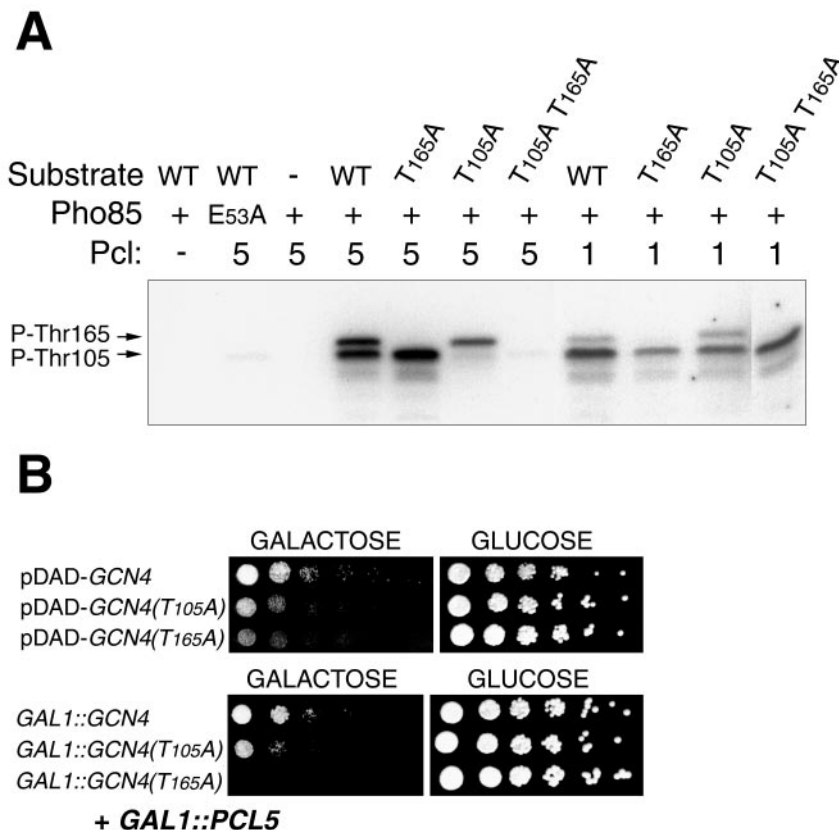 A
T165A T105A T105A T165A T165A T105A T105A T165A
Substrate WT WT - WT WT
Pho85 + E53A + + + + + + + + +
Pcl: - 5 5 5 5 5 5 1 1 1 1
P-Thr165
P-Thr105
B
GALACTOSE GLUCOSE
pDAD-GCN4
pDAD-GCN4(T105A)
pDAD-GCN4(T165A)
GALACTOSE GLUCOSE
GAL1::GCN4
GAL1::GCN4(T105A)
GAL1::GCN4(T165A)
+ GAL1::PCL5